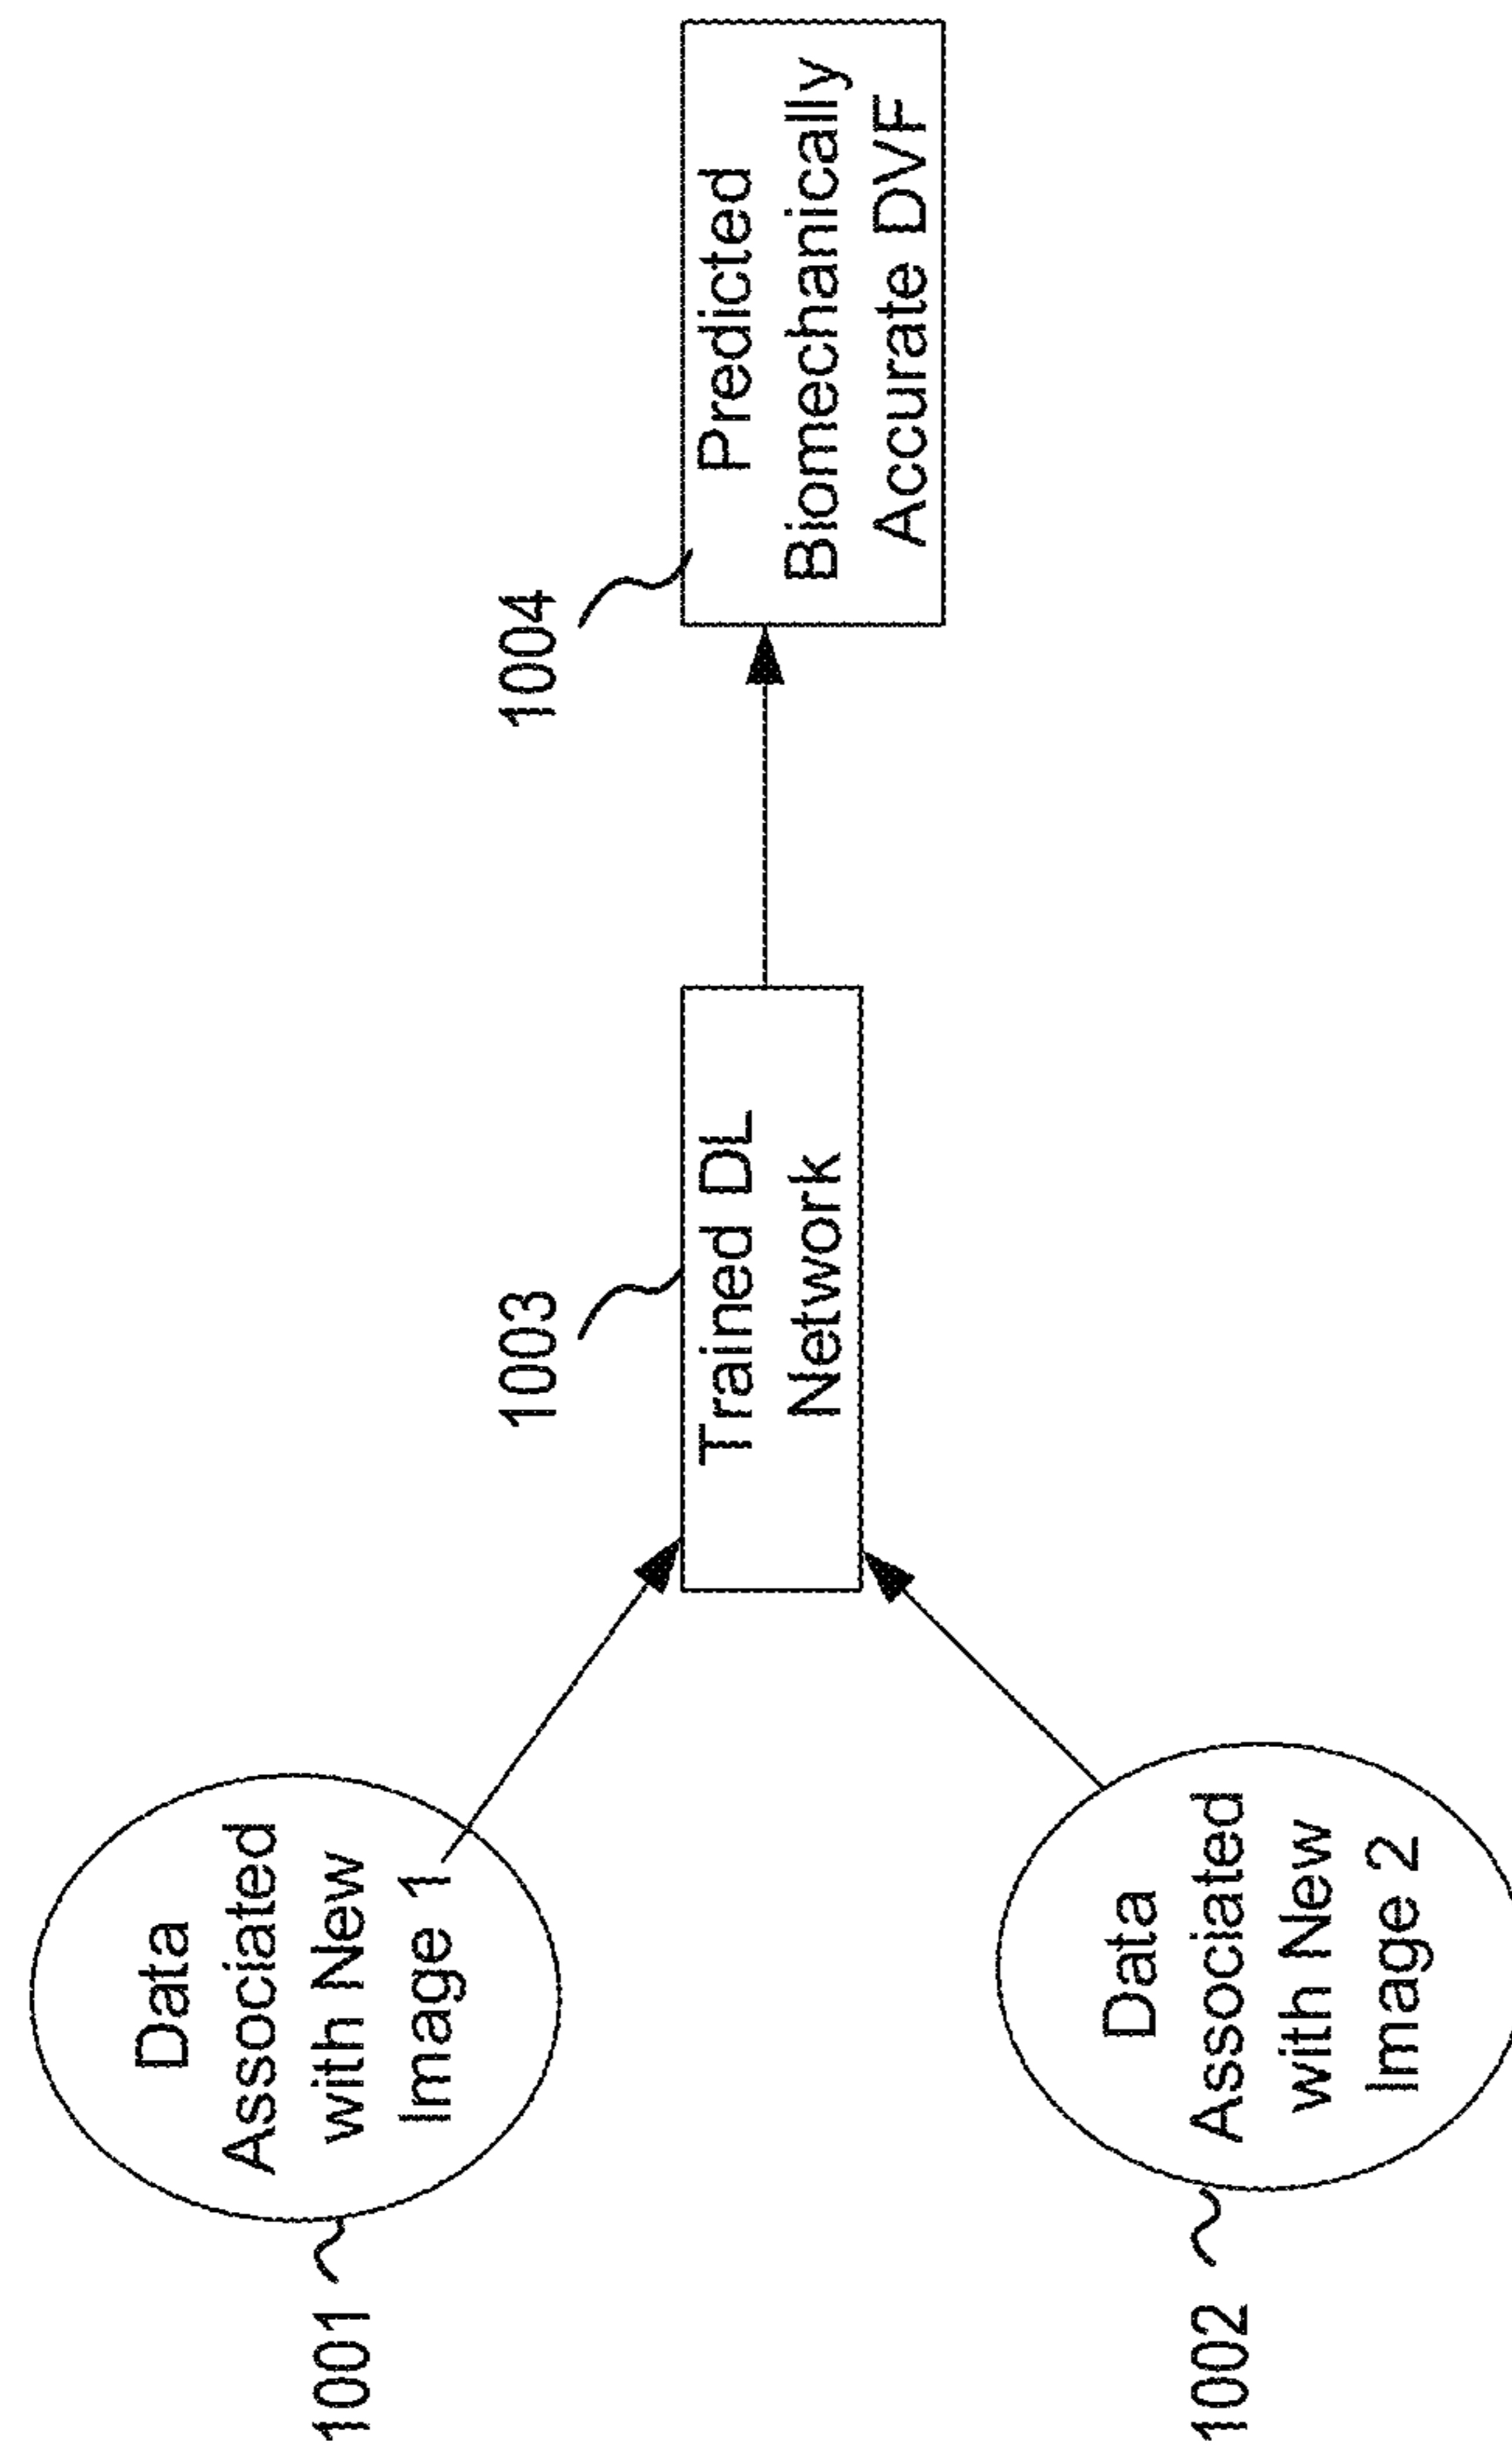 1001
Data
Associated
with New
Image 1
1002
Data
Associated
with New
Image 2
1003
Trained DL
Network
1004
Predicted
Biomechanically
Accurate DVF